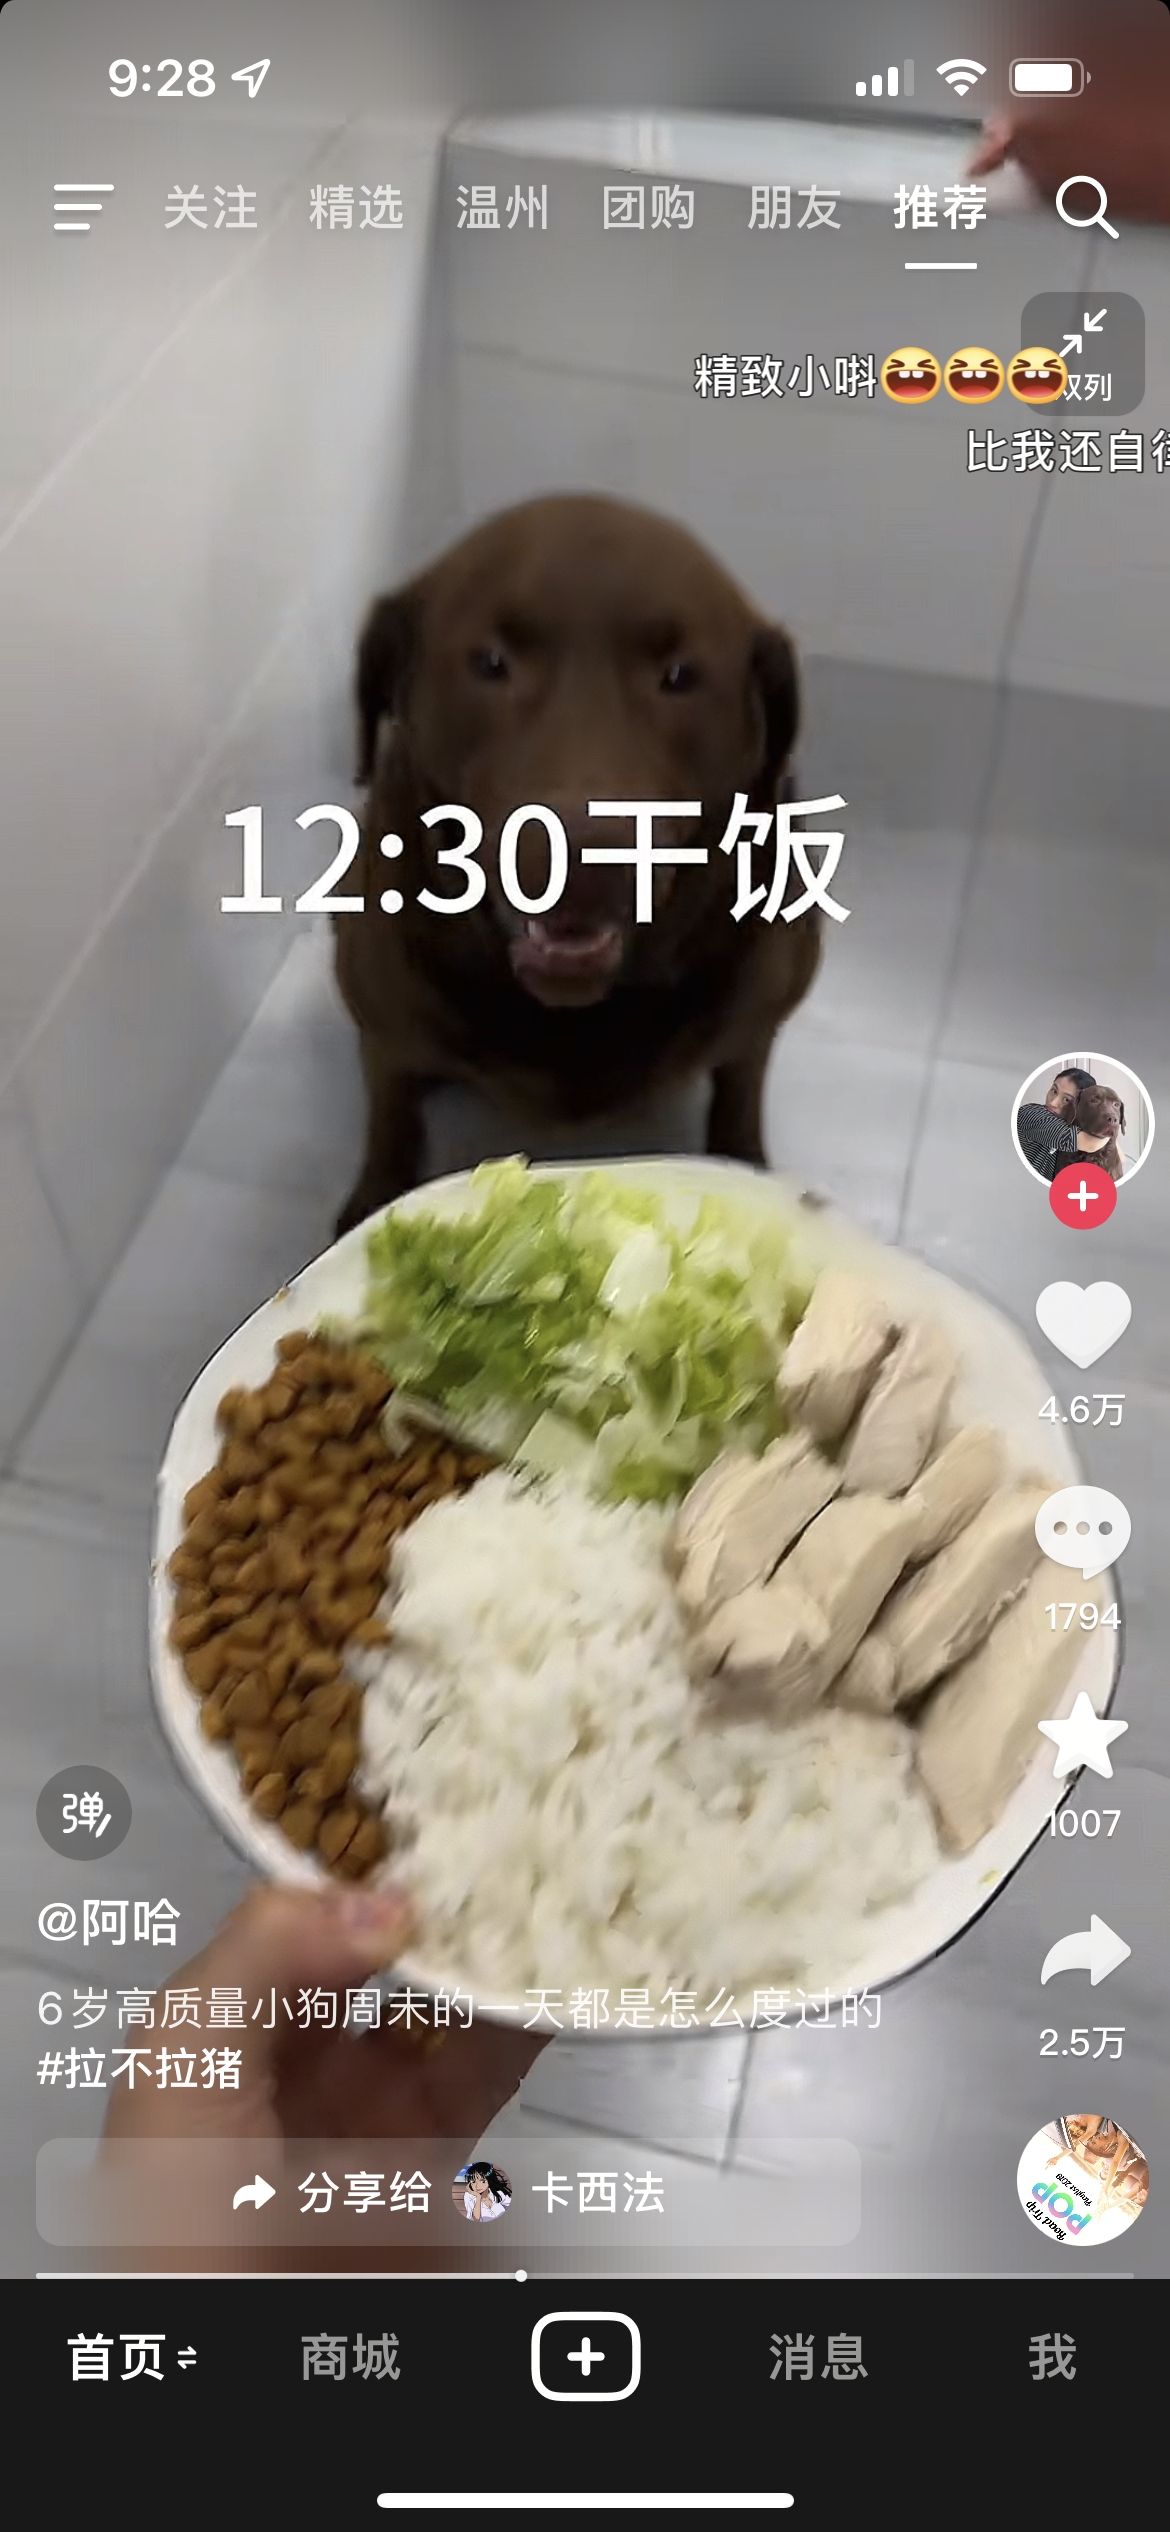 9:28
关注 精选 温州 团购 朋友 推荐
精致小㪷😆😆😆
双列
比我还自律
12:30干饭
4.6万
1794
1007
弹
@阿哈
6岁高质量小狗周末的一天都是怎么度过的
#拉不拉猪
2.5万
分享给 卡西法
Road Trip
POP
Playlist 2019
首页 商城 消息 我